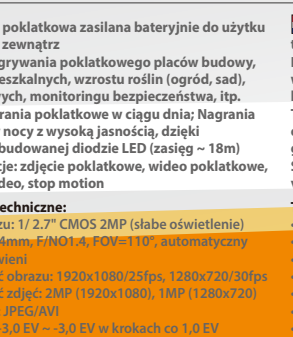 poklatkowa zasilana bateryjnie do użytku
zewnątrz
grywania poklatkowego placów budowy,
eszkalnych, wzrostu roślin (ogród, sad),
ych, monitoringu bezpieczeństwa, itp.
rania poklatkowe w ciągu dnia; Nagrania
nocy z wysoką jasnością, dzięki
budowanej diodzie LED (zasięg ~ 18m)
cje: zdjęcie poklatkowe, wideo poklatkowe,
deo, stop motion
echniczne:
zu: 1/ 2.7" CMOS 2MP (słabe oświetlenie)
4mm, F/NO1.4, FOV=110°, automatyczny
wieni
ć obrazu: 1920x1080/25fps, 1280x720/30fps
ć zdjęć: 2MP (1920x1080), 1MP (1280x720)
: JPEG/AVI
-3,0 EV ~ -3,0 EV w krokach co 1,0 EV